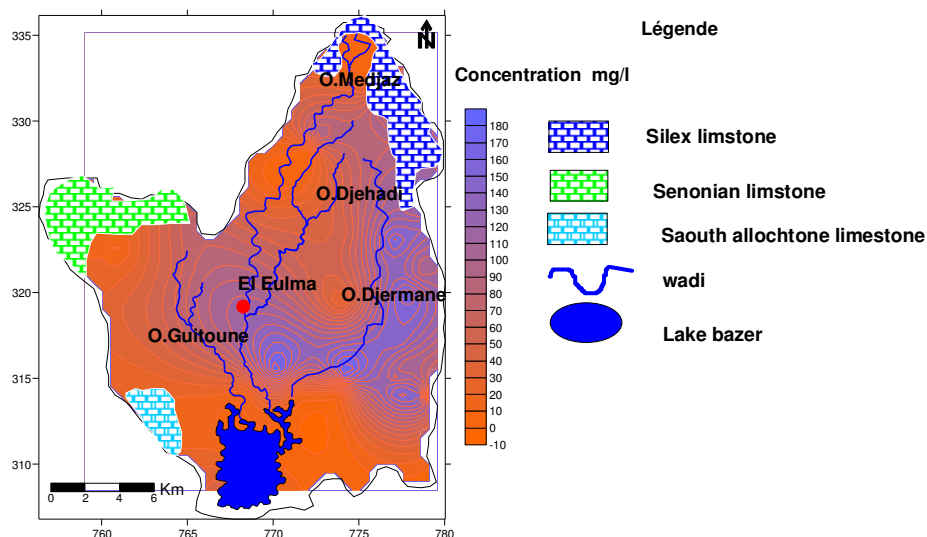 Légende
Concentration mg/l
335
330
325
320
315
310
760
765
770
775
780
N
O.Medjaz
O.Djehadi
El Eulma
O.Djermane
O.Guitoune
0 2 4 6 Km
180
170
160
150
140
130
120
110
100
90
80
70
60
50
40
30
20
10
0
-10
Silex limstone
Senonian limstone
Saouth allochtone limestone
wadi
Lake bazer